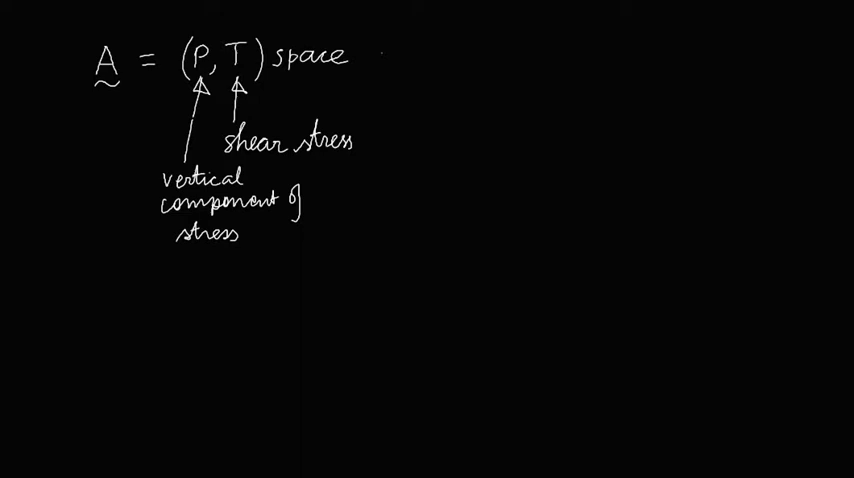 A = (P, T) space
shear stress
vertical
component of
stress